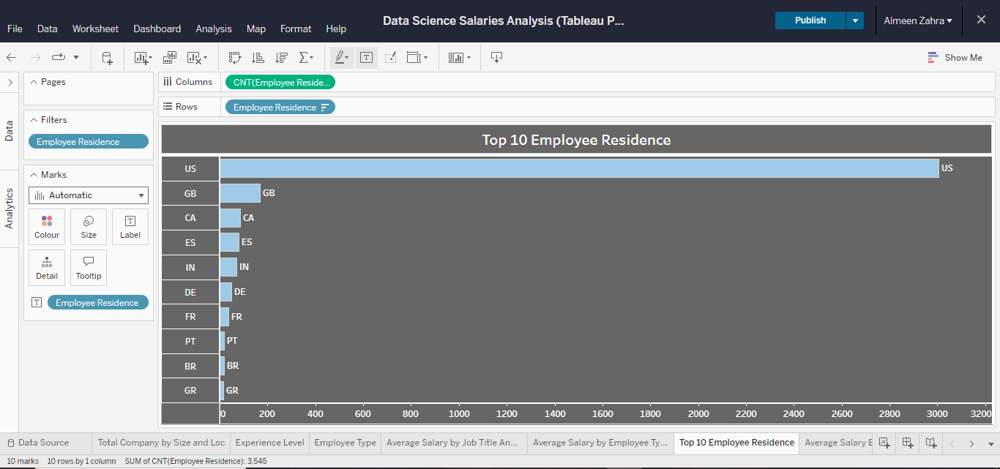 Data Science Salaries Analysis (Tableau P...
Publish
Almeen Zahra
File Data Worksheet Dashboard Analysis Map Format Help
Show Me
Data
Analytics
Pages
Filters
Employee Residence
Marks
Automatic
Colour Size Label
Detail Tooltip
Employee Residence
Columns CNT(Employee Reside...
Rows Employee Residence
Top 10 Employee Residence
US US
GB GB
CA CA
ES ES
IN IN
DE DE
FR FR
PT PT
BR BR
GR GR
0 200 400 600 800 1000 1200 1400 1600 1800 2000 2200 2400 2600 2800 3000 3200
Data Source Total Company by Size and Loc Experience Level Employee Type Average Salary by Job Title An... Average Salary by Employee Ty... Top 10 Employee Residence Average Salary E
10 marks 10 rows by 1 column SUM of CNT(Employee Residence): 3,545